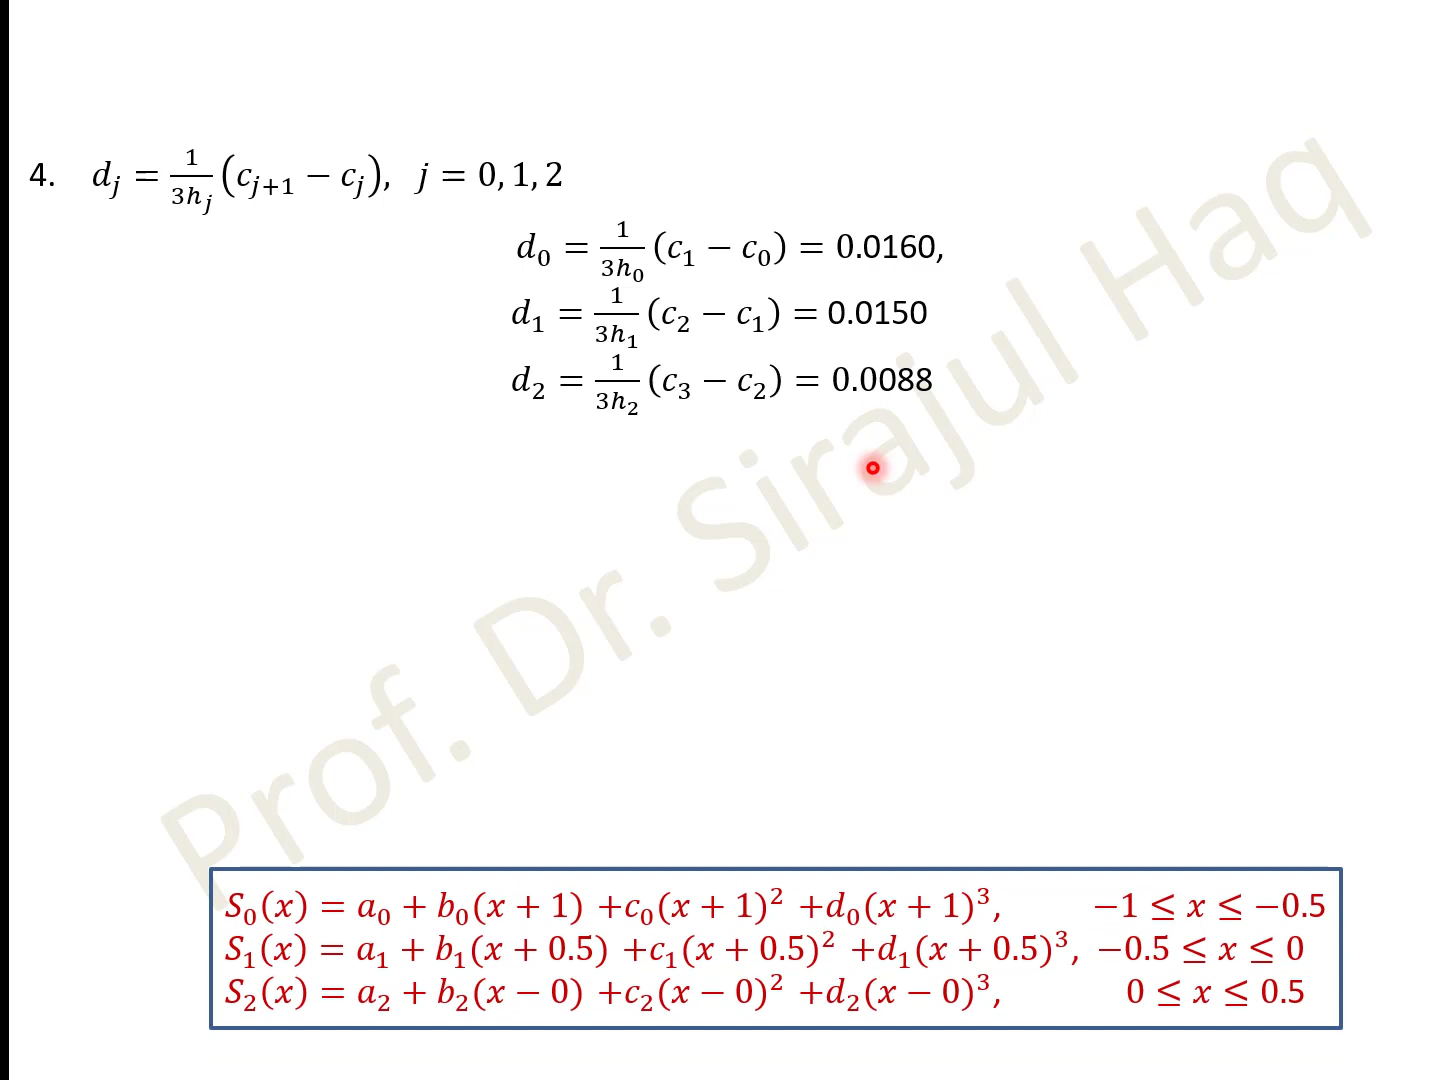 4. d_j = 1/(3h_j) (c_{j+1} − c_j), j = 0, 1, 2
d_0 = 1/(3h_0) (c_1 − c_0) = 0.0160,
d_1 = 1/(3h_1) (c_2 − c_1) = 0.0150
d_2 = 1/(3h_2) (c_3 − c_2) = 0.0088
Prof. Dr. Sirajul Haq
S_0(x) = a_0 + b_0(x + 1) +c_0(x + 1)^2 +d_0(x + 1)^3, −1 ≤ x ≤ −0.5
S_1(x) = a_1 + b_1(x + 0.5) +c_1(x + 0.5)^2 +d_1(x + 0.5)^3, −0.5 ≤ x ≤ 0
S_2(x) = a_2 + b_2(x − 0) +c_2(x − 0)^2 +d_2(x − 0)^3, 0 ≤ x ≤ 0.5